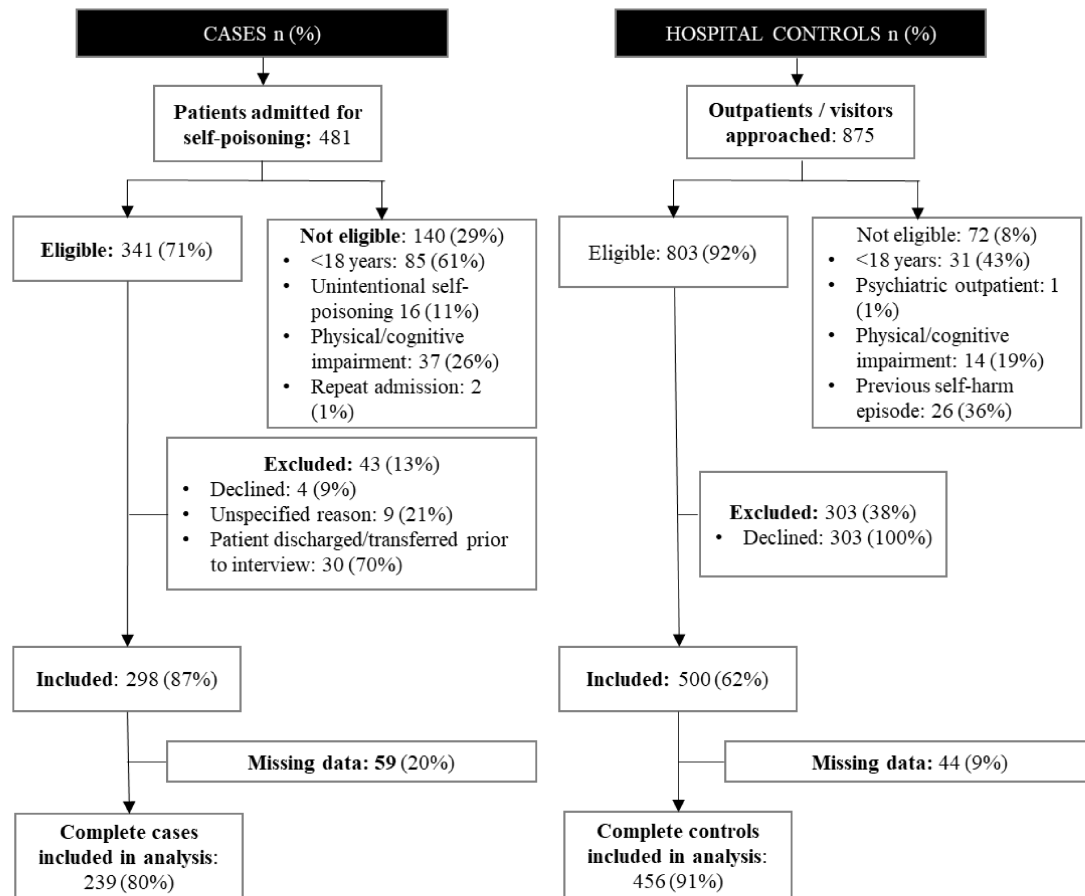 CASES n (%)
HOSPITAL CONTROLS n (%)
Patients admitted for
self-poisoning: 481
Outpatients / visitors
approached: 875
Eligible: 341 (71%)
Not eligible: 140 (29%)
• <18 years: 85 (61%)
• Unintentional self-
poisoning 16 (11%)
• Physical/cognitive
impairment: 37 (26%)
• Repeat admission: 2
(1%)
Eligible: 803 (92%)
Not eligible: 72 (8%)
• <18 years: 31 (43%)
• Psychiatric outpatient: 1
(1%)
• Physical/cognitive
impairment: 14 (19%)
• Previous self-harm
episode: 26 (36%)
Excluded: 43 (13%)
• Declined: 4 (9%)
• Unspecified reason: 9 (21%)
• Patient discharged/transferred prior
to interview: 30 (70%)
Excluded: 303 (38%)
• Declined: 303 (100%)
Included: 298 (87%)
Included: 500 (62%)
Missing data: 59 (20%)
Missing data: 44 (9%)
Complete cases
included in analysis:
239 (80%)
Complete controls
included in analysis:
456 (91%)